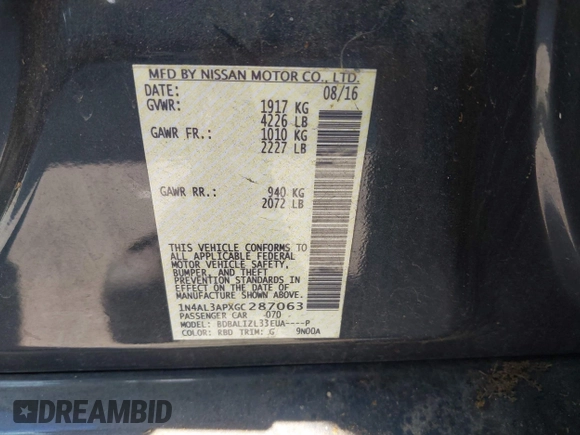 MFD BY NISSAN MOTOR CO., LTD.
DATE: 08/16
GVWR: 1917 KG
4226 LB
GAWR FR.: 1010 KG
2227 LB
GAWR RR.: 940 KG
2072 LB
THIS VEHICLE CONFORMS TO
ALL APPLICABLE FEDERAL
MOTOR VEHICLE SAFETY,
BUMPER, AND THEFT
PREVENTION STANDARDS
IN EFFECT ON THE DATE OF
MANUFACTURE SHOWN ABOVE.
1N4AL3APXGC287063
PASSENGER CAR -070
MODEL: BDBALIZL33EUA----P
COLOR: RBD TRIM: G 9N00A
DREAMBID